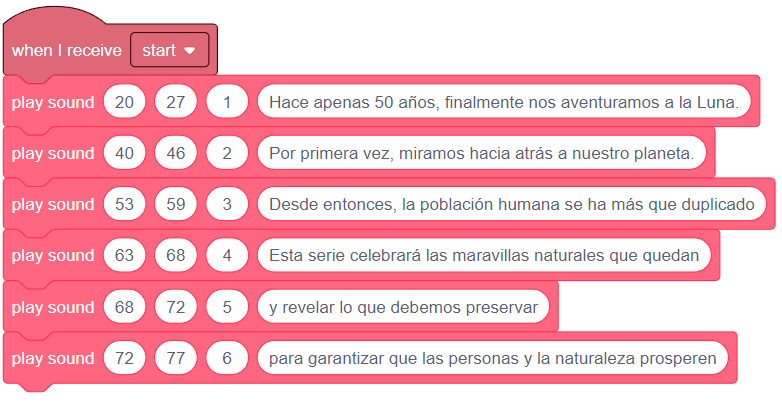 when I receive start
play sound 20 27 1 Hace apenas 50 años, finalmente nos aventuramos a la Luna.
play sound 40 46 2 Por primera vez, miramos hacia atrás a nuestro planeta.
play sound 53 59 3 Desde entonces, la población humana se ha más que duplicado
play sound 63 68 4 Esta serie celebrará las maravillas naturales que quedan
play sound 68 72 5 y revelar lo que debemos preservar
play sound 72 77 6 para garantizar que las personas y la naturaleza prosperen